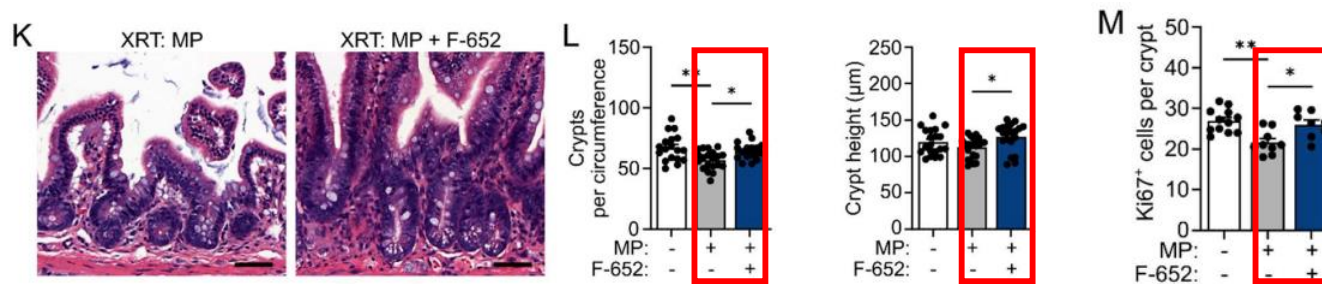 K
XRT: MP
XRT: MP + F-652
L
Crypts
per circumference
150
100
50
0
**
*
MP: - + +
F-652: - - +
Crypt height (µm)
250
200
150
100
50
0
*
MP: - + +
F-652: - - +
M
Ki67⁺ cells per crypt
50
40
30
20
10
0
**
*
MP: - + +
F-652: - - +